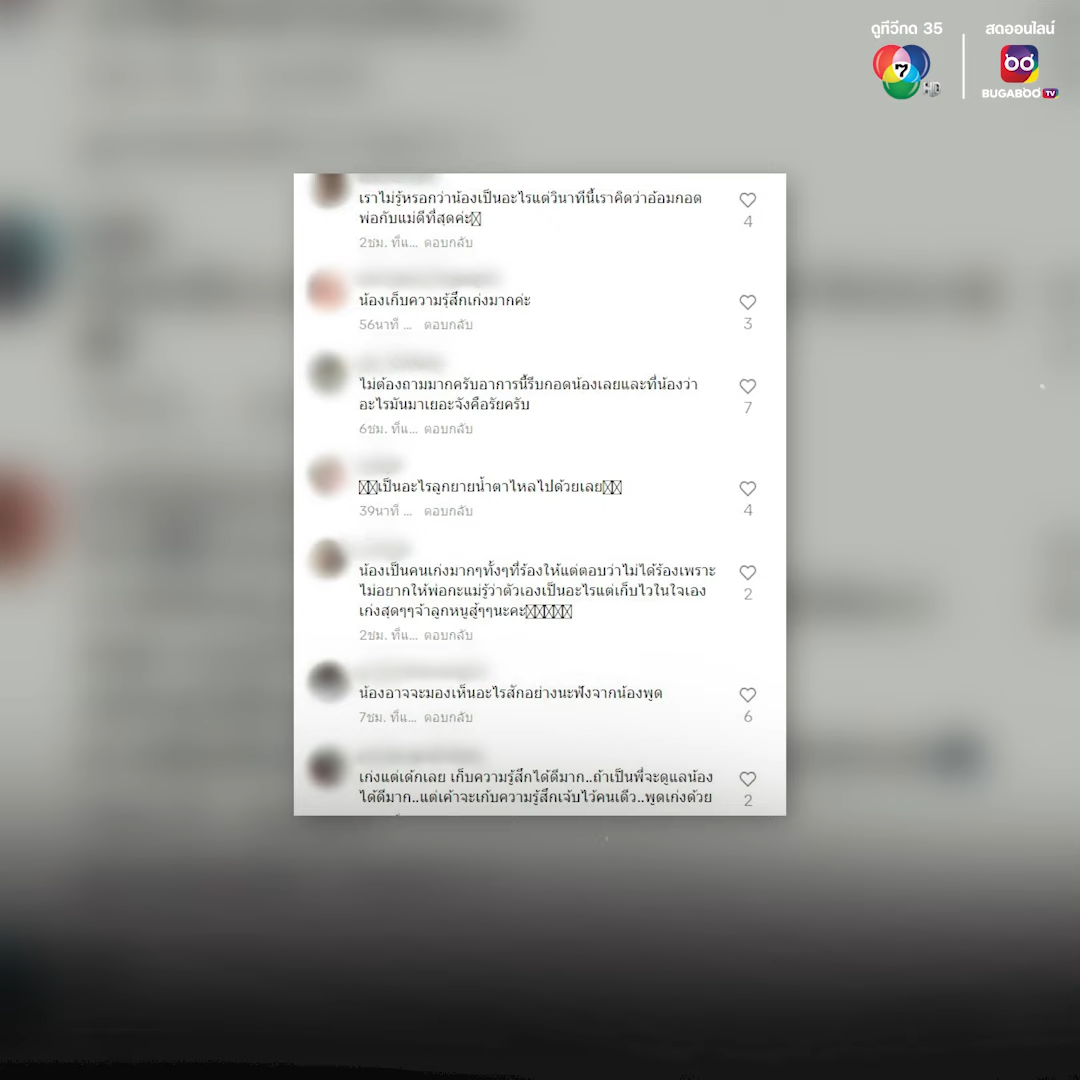 ดูทีวีกด 35
สดออนไลน์
7 HD
BUGABOO TV
เราไม่รู้หรอกว่าน้องเป็นอะไรแต่วินาทีนี้เราคิดว่าอ้อมกอด
พ่อกับแม่ดีที่สุดค่ะ
4
2ชม. ที่แ... ตอบกลับ
น้องเก็บความรู้สึกเก่งมากค่ะ
3
56นาที ... ตอบกลับ
ไม่ต้องถามมากครับอาการนี้รีบกอดน้องเลยและที่น้องว่า
อะไรมันมาเยอะจังคือรัยครับ
7
6ชม. ที่แ... ตอบกลับ
เป็นอะไรลูกยายน้ำตาไหลไปด้วยเลย
4
39นาที ... ตอบกลับ
น้องเป็นคนเก่งมากๆทั้งๆที่ร้องให้แต่ตอบว่าไม่ได้ร้องเพราะ
ไม่อยากให้พ่อกะแม่รู้ว่าตัวเองเป็นอะไรแต่เก็บไวในใจเอง
เก่งสุดๆๆจ้าลูกหนูสู้ๆๆนะคะ
2
2ชม. ที่แ... ตอบกลับ
น้องอาจจะมองเห็นอะไรสักอย่างนะฟังจากน้องพูด
6
7ชม. ที่แ... ตอบกลับ
เก่งแต่เด้กเลย เก็บความรู้สึกได้ดีมาก..ถ้าเป็นพี่จะดูแลน้อง
ได้ดีมาก..แต่เค้าจะเก้บความรู้สึกเจ้บไว้คนเดีว..พูดเก่งด้วย
2